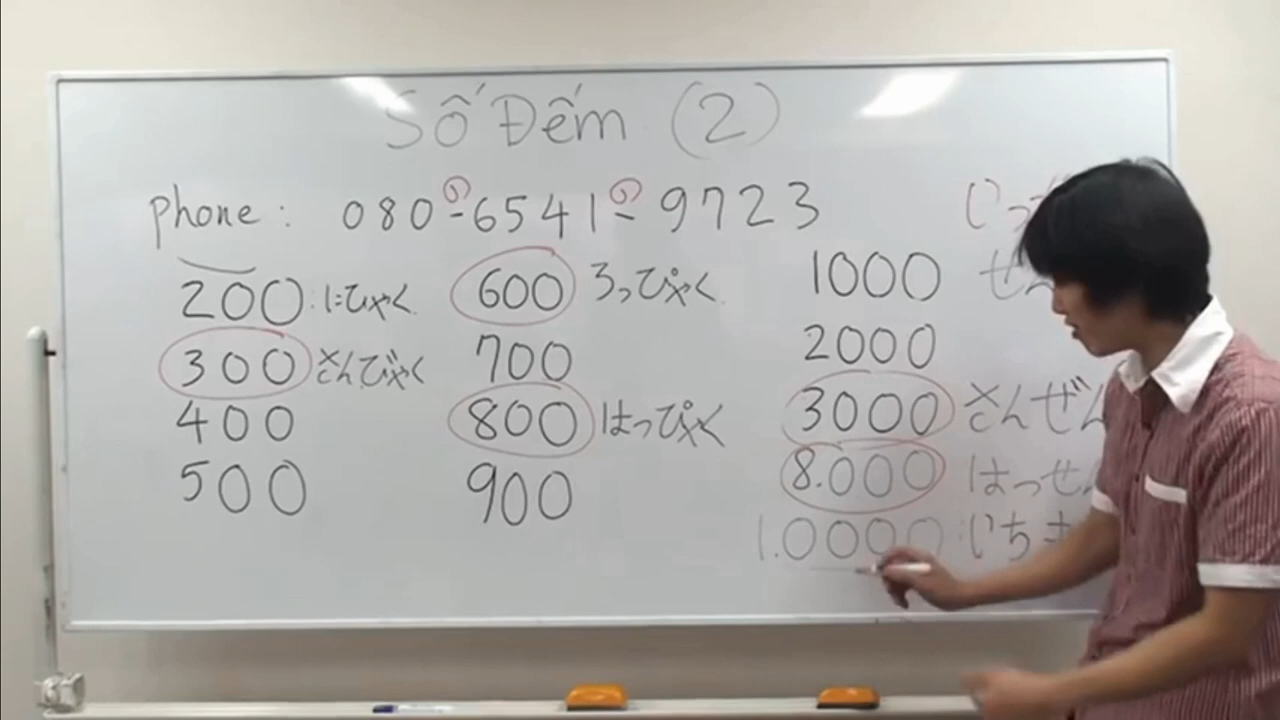 Số Đếm (2)
phone: 080-6541-9723
の の
200 : にひゃく
300 さんびゃく
400
500
600 ろっぴゃく
700
800 はっぴゃく
900
1000
2000
3000 さんぜん
8.000 はっせん
1.0000 : いち